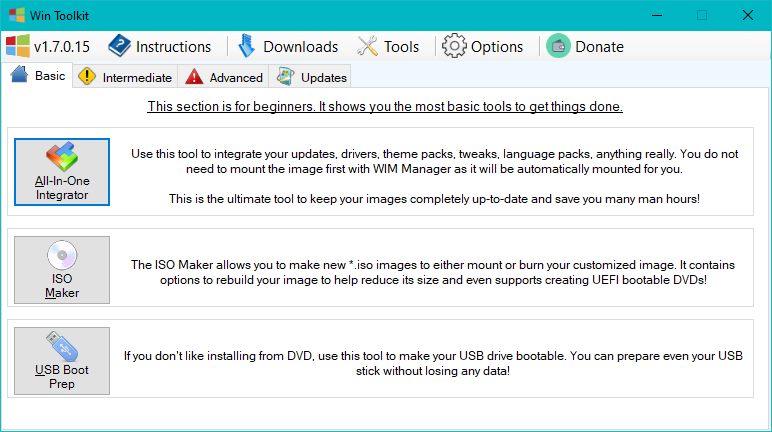 Win Toolkit
v1.7.0.15 Instructions Downloads Tools Options Donate
Basic Intermediate Advanced Updates
This section is for beginners. It shows you the most basic tools to get things done.
All-In-One
Integrator
Use this tool to integrate your updates, drivers, theme packs, tweaks, language packs, anything really. You do not
need to mount the image first with WIM Manager as it will be automatically mounted for you.
This is the ultimate tool to keep your images completely up-to-date and save you many man hours!
ISO
Maker
The ISO Maker allows you to make new *.iso images to either mount or burn your customized image. It contains
options to rebuild your image to help reduce its size and even supports creating UEFI bootable DVDs!
USB Boot
Prep
If you don't like installing from DVD, use this tool to make your USB drive bootable. You can prepare even your USB
stick without losing any data!